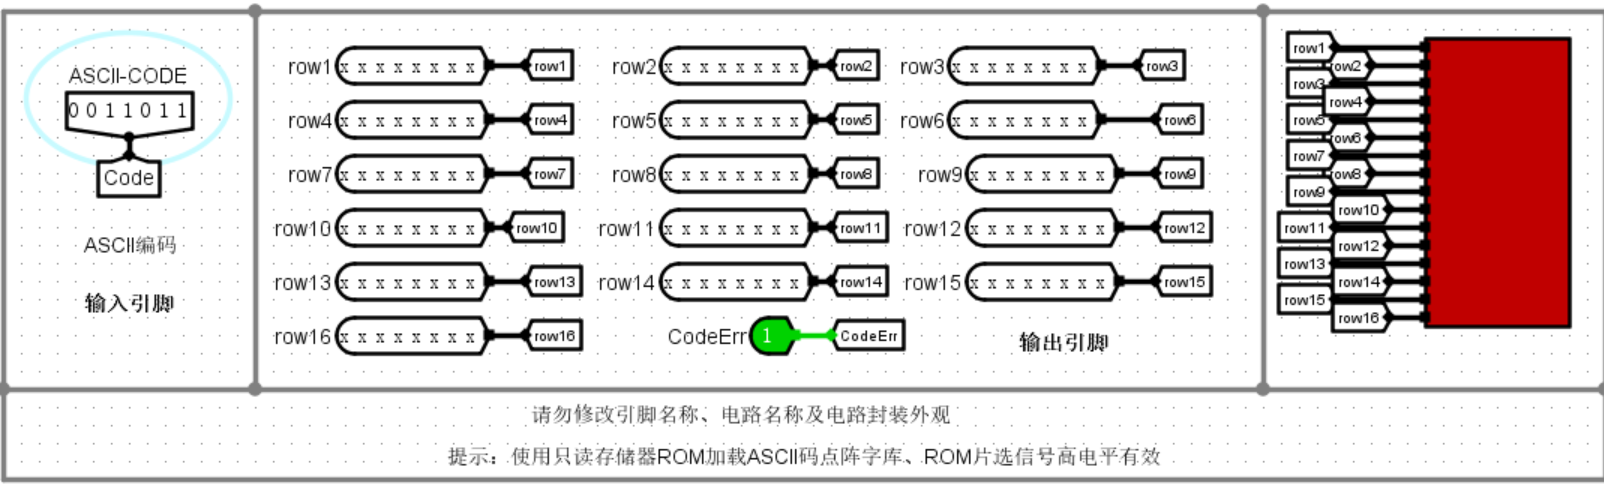 ASCII-CODE
0 0 1 1 0 1 1
Code
ASCII编码
输入引脚
row1 x x x x x x x x row1
row2 x x x x x x x x row2
row3 x x x x x x x x row3
row4 x x x x x x x x row4
row5 x x x x x x x x row5
row6 x x x x x x x x row6
row7 x x x x x x x x row7
row8 x x x x x x x x row8
row9 x x x x x x x x row9
row10 x x x x x x x x row10
row11 x x x x x x x x row11
row12 x x x x x x x x row12
row13 x x x x x x x x row13
row14 x x x x x x x x row14
row15 x x x x x x x x row15
row16 x x x x x x x x row16
CodeErr 1 CodeErr
输出引脚
row1
row2
row3
row4
row5
row6
row7
row8
row9
row10
row11
row12
row13
row14
row15
row16
请勿修改引脚名称、电路名称及电路封装外观
提示：使用只读存储器ROM加载ASCII码点阵字库、ROM片选信号高电平有效